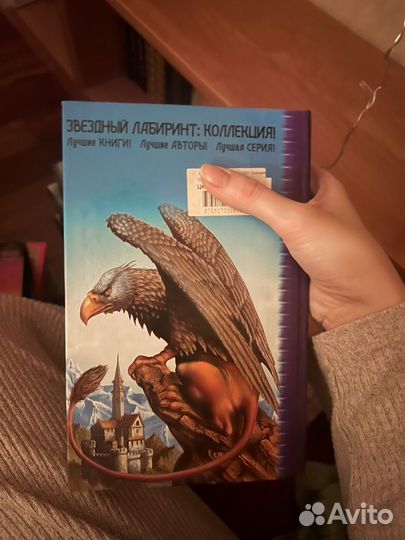 ЗВЕЗДНЫЙ ЛАБИРИНТ: КОЛЛЕКЦИЯ!
Лучшие КНИГИ! Лучшие АВТОРЫ! Лучшая СЕРИЯ!
Avito